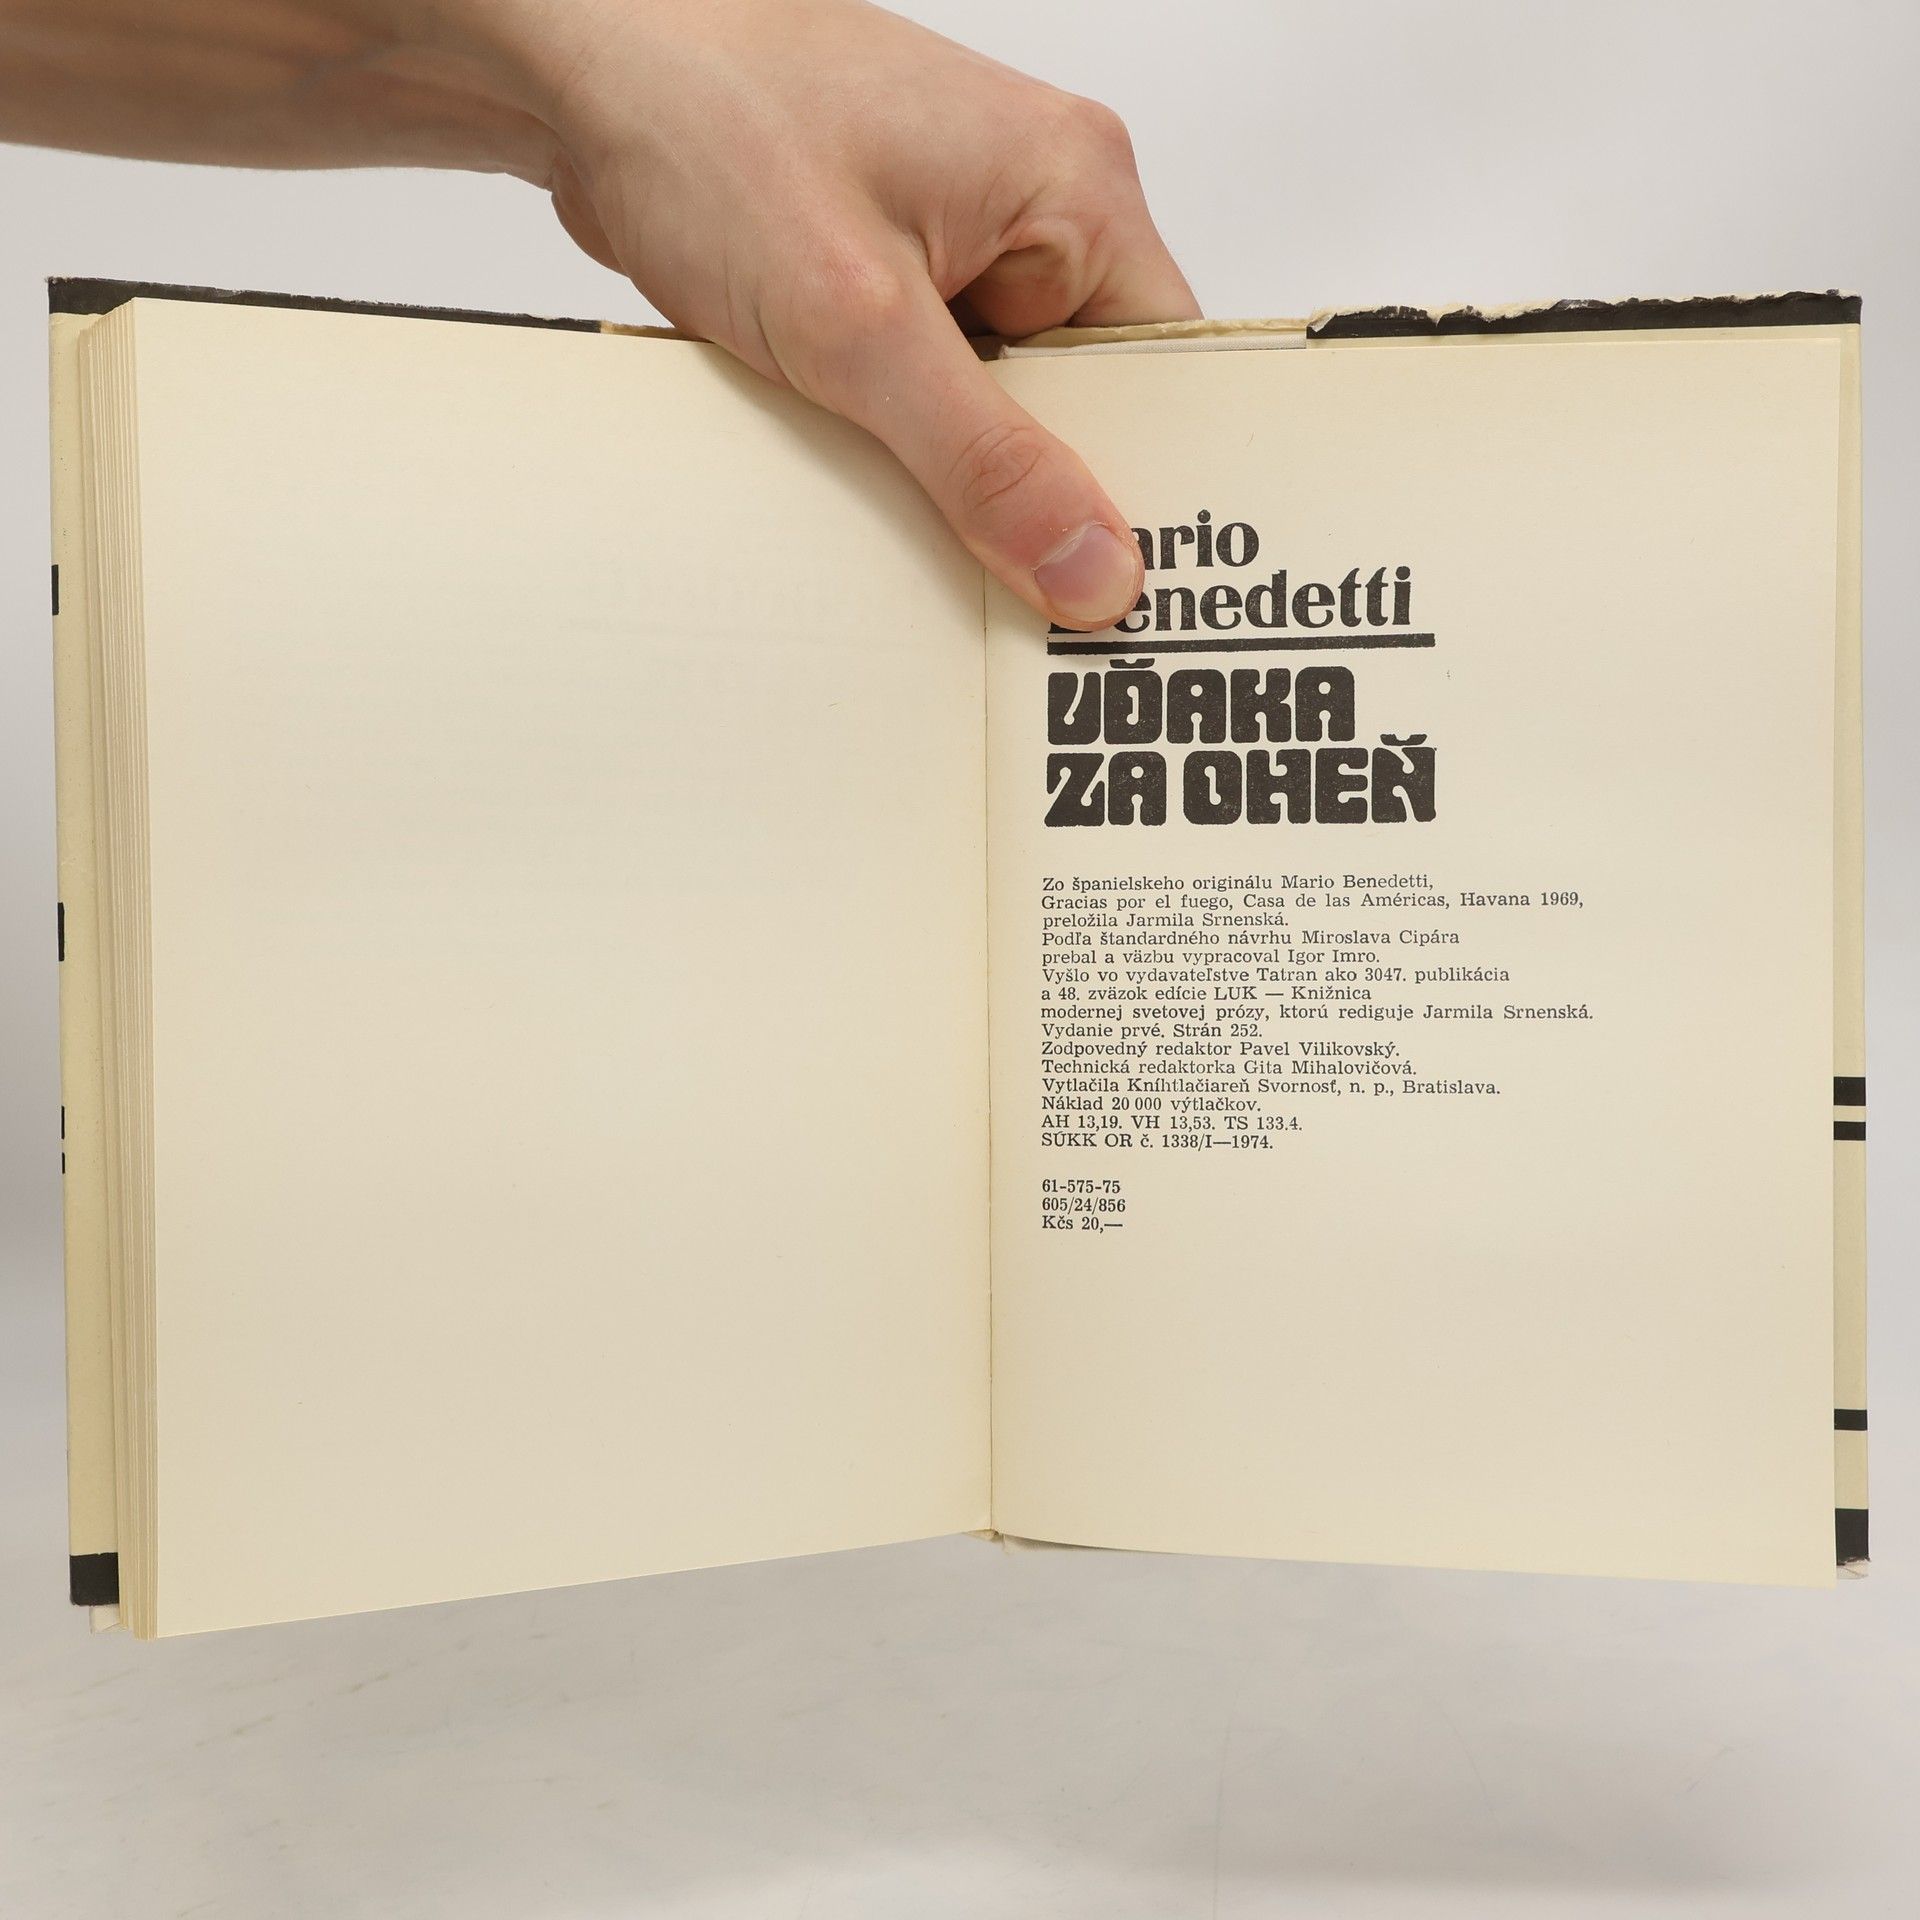 ario
enedetti
VĎAKA
ZA OHEŇ
Zo španielskeho originálu Mario Benedetti,
Gracias por el fuego, Casa de las Américas, Havana 1969,
preložila Jarmila Srnenská.
Podľa štandardného návrhu Miroslava Cipára
prebal a väzbu vypracoval Igor Imro.
Vyšlo vo vydavateľstve Tatran ako 3047. publikácia
a 48. zväzok edície LUK — Knižnica
modernej svetovej prózy, ktorú rediguje Jarmila Srnenská.
Vydanie prvé. Strán 252.
Zodpovedný redaktor Pavel Vilikovský.
Technická redaktorka Gita Mihalovičová.
Vytlačila Kníhtlačiareň Svornosť, n. p., Bratislava.
Náklad 20 000 výtlačkov.
AH 13,19. VH 13,53. TS 133.4.
SÚKK OR č. 1338/I—1974.
61-575-75
605/24/856
Kčs 20,—